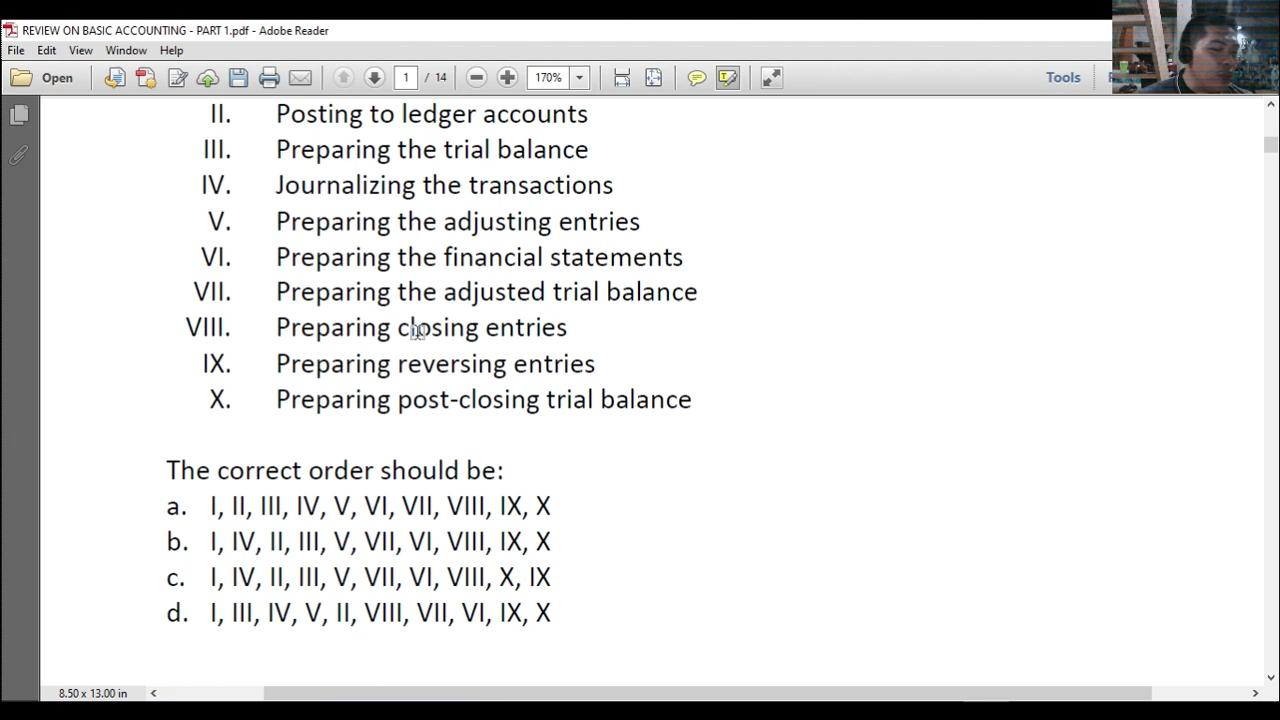 REVIEW ON BASIC ACCOUNTING - PART 1.pdf - Adobe Reader
File Edit View Window Help
Open 1 / 14 170% Tools
II. Posting to ledger accounts
III. Preparing the trial balance
IV. Journalizing the transactions
V. Preparing the adjusting entries
VI. Preparing the financial statements
VII. Preparing the adjusted trial balance
VIII. Preparing closing entries
IX. Preparing reversing entries
X. Preparing post-closing trial balance
The correct order should be:
a. I, II, III, IV, V, VI, VII, VIII, IX, X
b. I, IV, II, III, V, VII, VI, VIII, IX, X
c. I, IV, II, III, V, VII, VI, VIII, X, IX
d. I, III, IV, V, II, VIII, VII, VI, IX, X
8.50 x 13.00 in